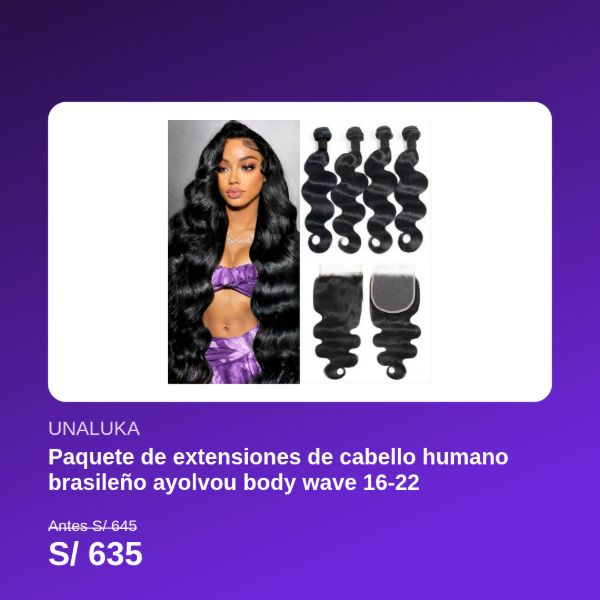 UNALUKA
Paquete de extensiones de cabello humano
brasileño ayolvou body wave 16-22
Antes S/ 645
S/ 635